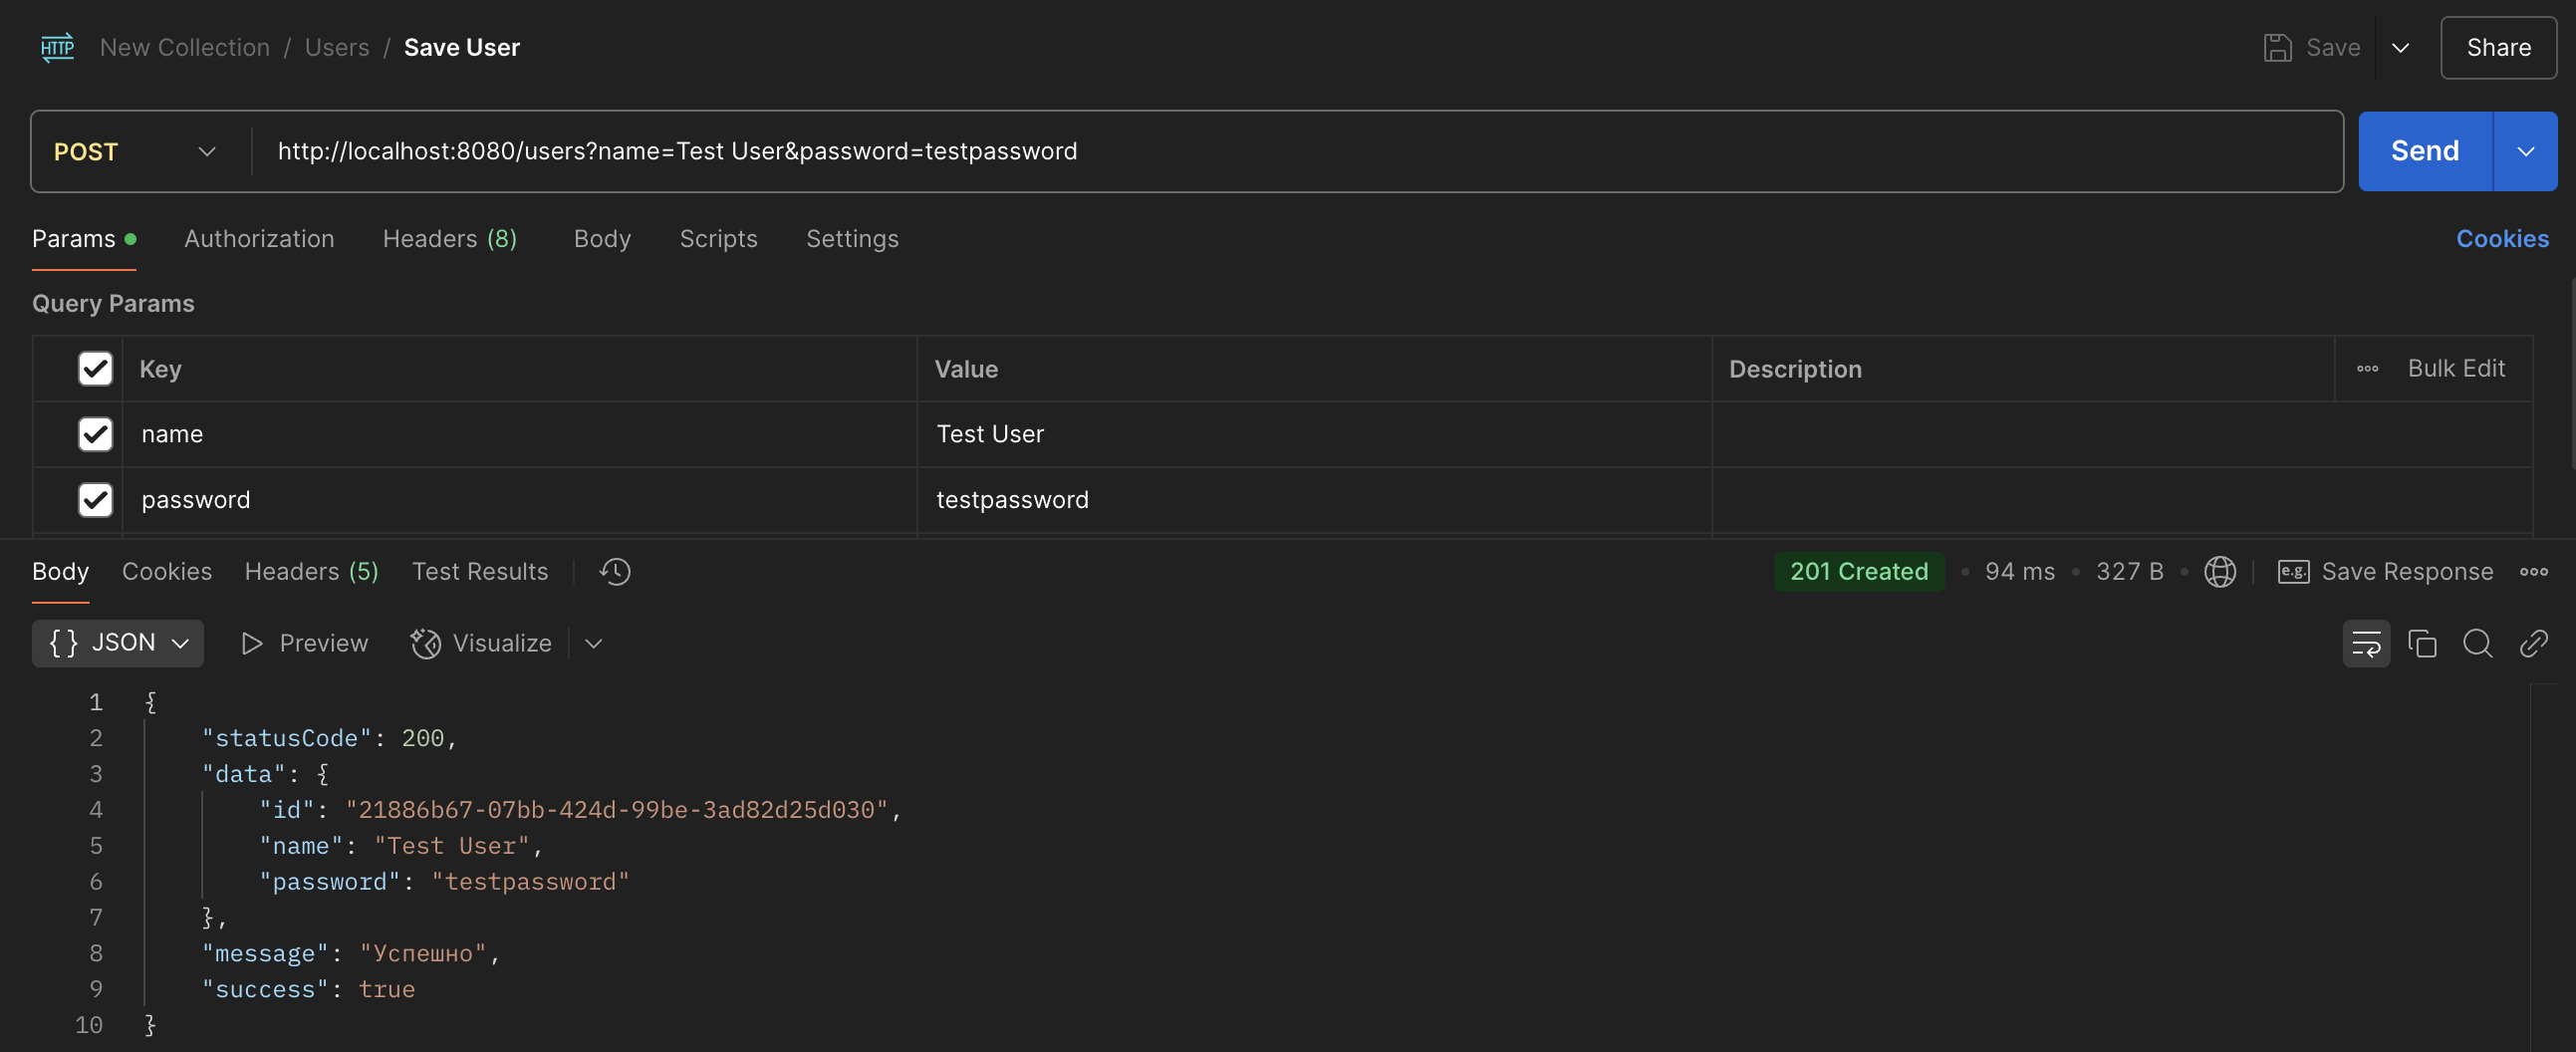 HTTP New Collection / Users / Save User Save Share
POST http://localhost:8080/users?name=Test User&password=testpassword Send
Params Authorization Headers (8) Body Scripts Settings Cookies
Query Params
Key Value Description Bulk Edit
name Test User
password testpassword
Body Cookies Headers (5) Test Results 201 Created 94 ms 327 B e.g. Save Response
{} JSON Preview Visualize
1 {
2 "statusCode": 200,
3 "data": {
4 "id": "21886b67-07bb-424d-99be-3ad82d25d030",
5 "name": "Test User",
6 "password": "testpassword"
7 },
8 "message": "Успешно",
9 "success": true
10 }